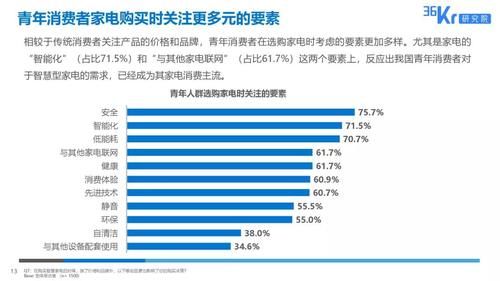 青年消费者家电购买时关注更多元的要素
36Kr 研究院
相较于传统消费者关注产品的价格和品牌，青年消费者在选购家电时考虑的要素更加多样。尤其是家电的
“智能化”（占比71.5%）和“与其他家电联网”（占比61.7%）这两个要素上，反应出我国青年消费者对
于智慧型家电的需求，已经成为其家电消费主流。
青年人群选购家电时关注的要素
安全 75.7%
智能化 71.5%
低能耗 70.7%
与其他家电联网 61.7%
健康 61.7%
消费体验 60.9%
先进技术 60.7%
静音 55.5%
环保 55.0%
自清洁 38.0%
与其他设备配套使用 34.6%
13